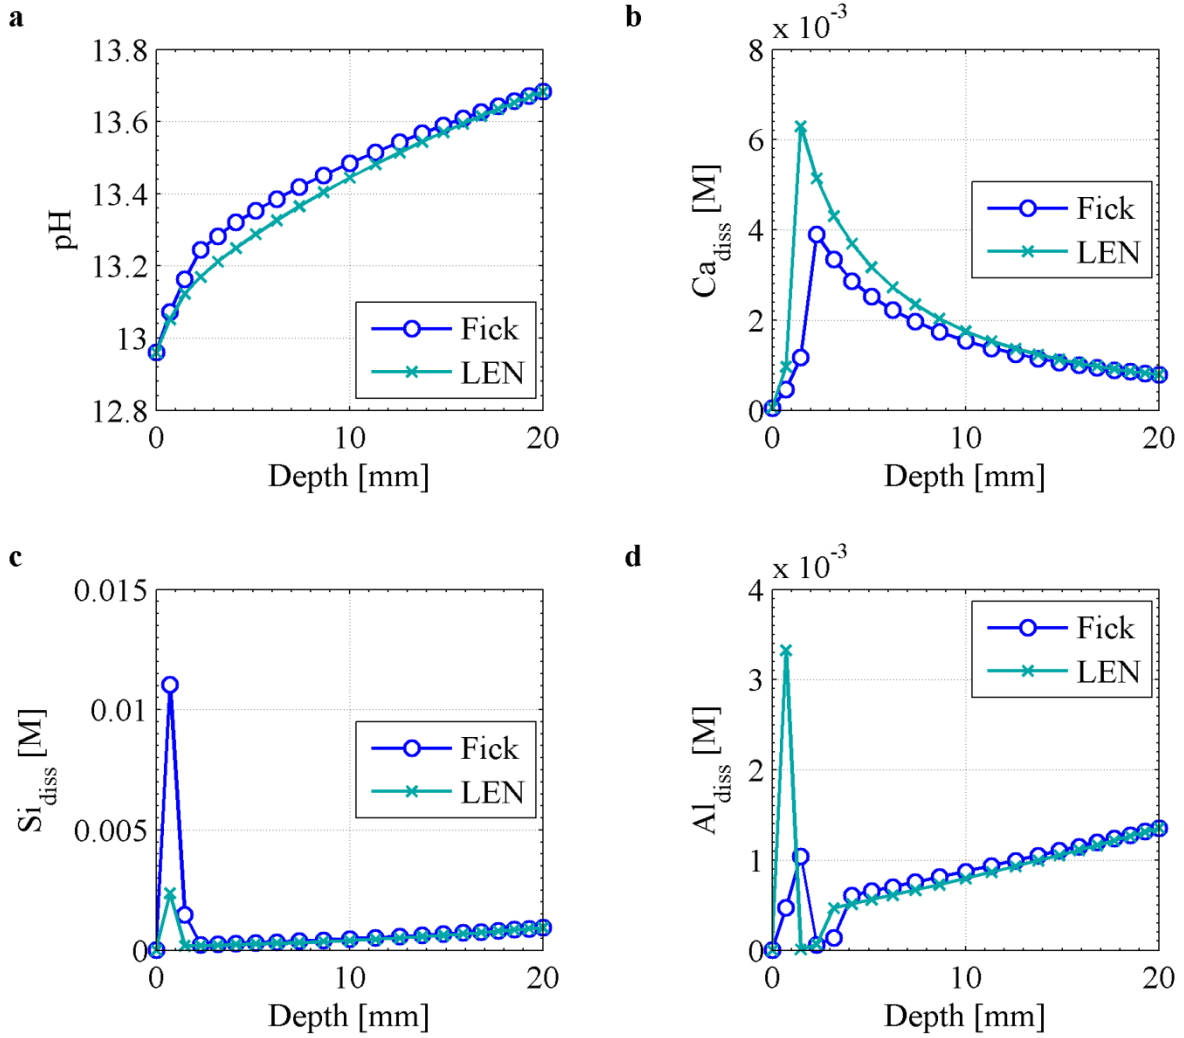 a
13.8
13.6
13.4
13.2
13
12.8
pH
0
10
20
Depth [mm]
Fick
LEN
b
x 10-3
8
6
4
2
0
Cadiss [M]
0
10
20
Depth [mm]
Fick
LEN
c
0.015
0.01
0.005
0
Sidiss [M]
0
10
20
Depth [mm]
Fick
LEN
d
x 10-3
4
3
2
1
0
Aldiss [M]
0
10
20
Depth [mm]
Fick
LEN